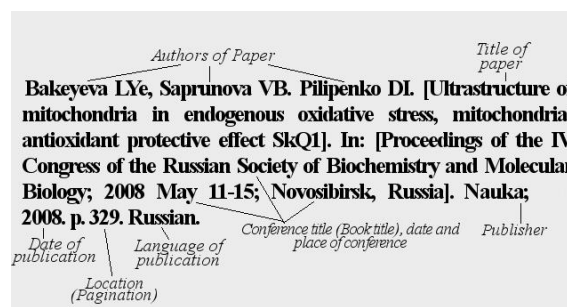 Authors of Paper
Title of
paper
Bakeyeva LYe, Saprunova VB. Pilipenko DI. [Ultrastructure of
mitochondria in endogenous oxidative stress, mitochondria
antioxidant protective effect SkQ1]. In: [Proceedings of the IV
Congress of the Russian Society of Biochemistry and Molecular
Biology; 2008 May 11-15; Novosibirsk, Russia]. Nauka;
2008. p. 329. Russian.
Date of
publication
Language of
publication
Conference title (Book title), date and
place of conference
Publisher
Location
(Pagination)